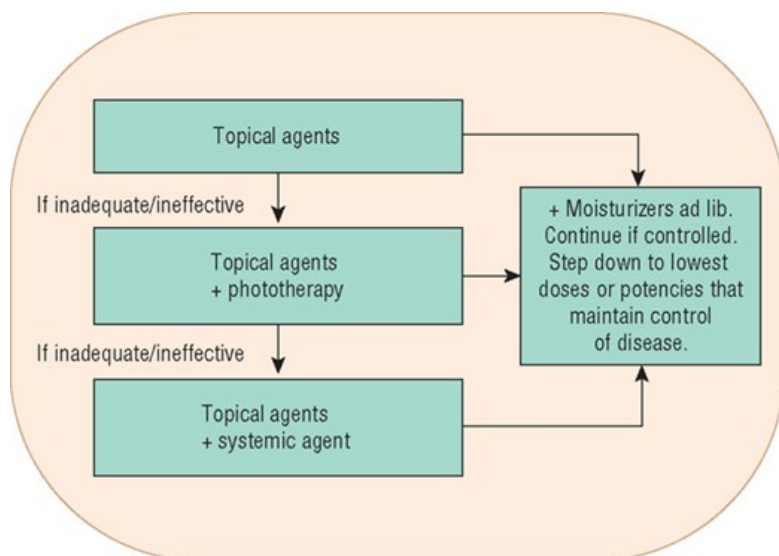 Topical agents
If inadequate/ineffective
Topical agents
+ phototherapy
If inadequate/ineffective
Topical agents
+ systemic agent
+ Moisturizers ad lib.
Continue if controlled.
Step down to lowest
doses or potencies that
maintain control
of disease.